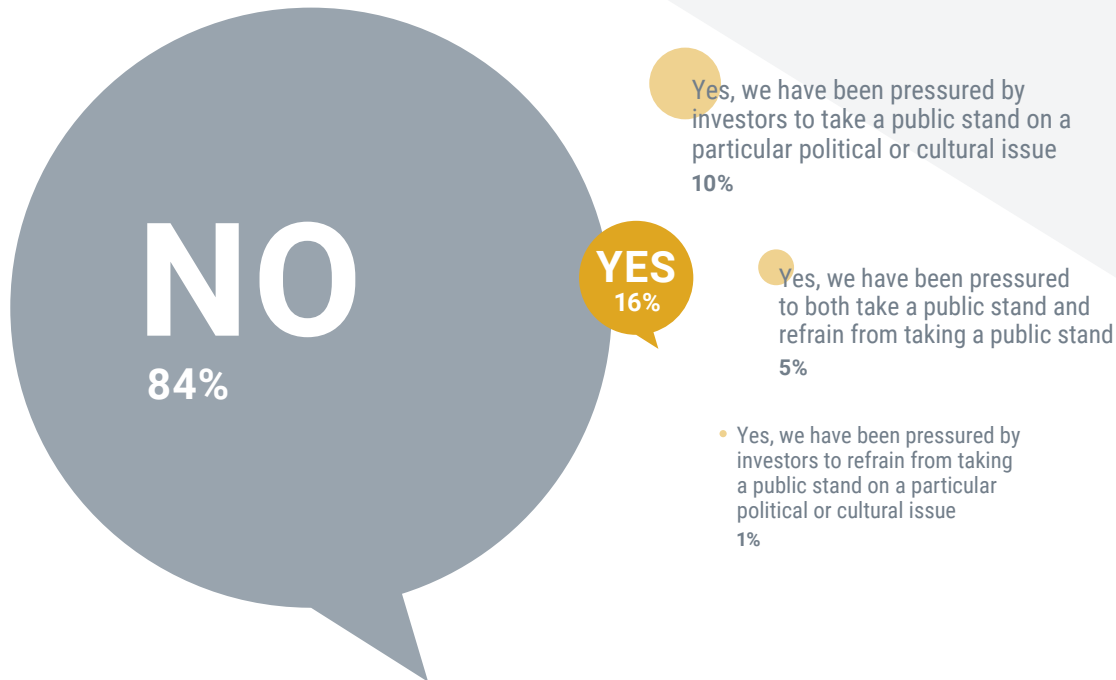 NO
84%
YES
16%
Yes, we have been pressured by
investors to take a public stand on a
particular political or cultural issue
10%
Yes, we have been pressured
to both take a public stand and
refrain from taking a public stand
5%
Yes, we have been pressured by
investors to refrain from taking
a public stand on a particular
political or cultural issue
1%